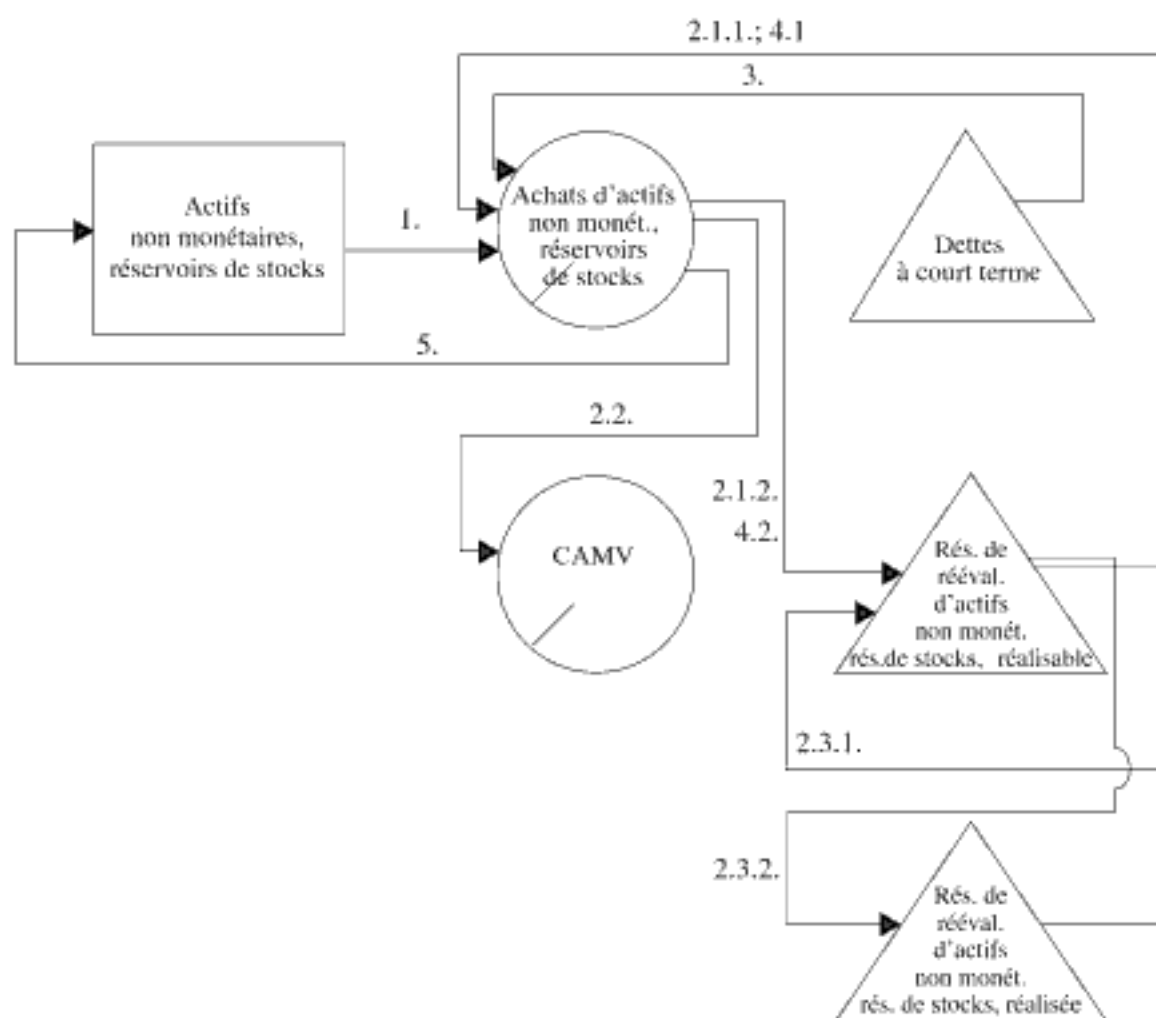 2.1.1.; 4.1
3.
Actifs
non monétaires,
réservoirs de stocks
1.
Achats d'actifs
non monét.,
réservoirs
de stocks
Dettes
à court terme
5.
2.2.
2.1.2.
4.2.
CAMV
Rés. de
rééval.
d'actifs
non monét.
rés.de stocks, réalisable
2.3.1.
2.3.2.
Rés. de
rééval.
d'actifs
non monét.
rés. de stocks, réalisée